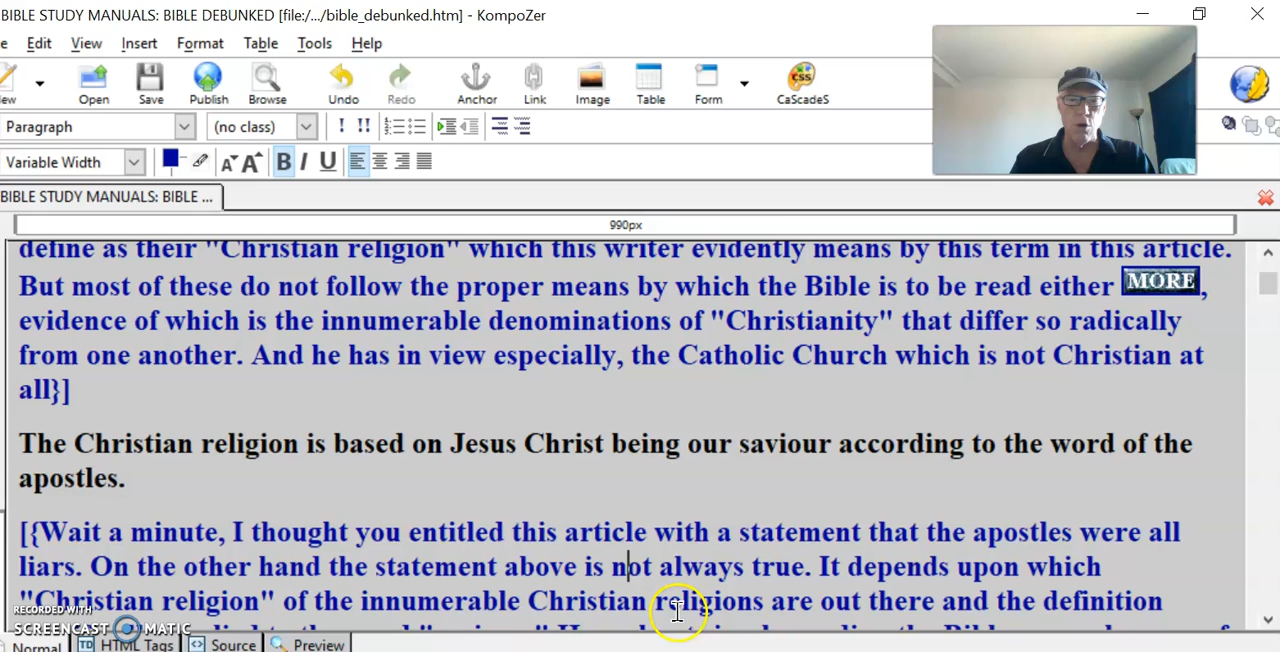 BIBLE STUDY MANUALS: BIBLE DEBUNKED [file:/.../bible_debunked.htm] - KompoZer
e Edit View Insert Format Table Tools Help
Open Save Publish Browse Undo Redo Anchor Link Image Table Form CaScadeS
Paragraph (no class) ! !!
Variable Width A A B I U
BIBLE STUDY MANUALS: BIBLE ...
990px
define as their "Christian religion" which this writer evidently means by this term in this article.
But most of these do not follow the proper means by which the Bible is to be read either MORE,
evidence of which is the innumerable denominations of "Christianity" that differ so radically
from one another. And he has in view especially, the Catholic Church which is not Christian at
all}]
The Christian religion is based on Jesus Christ being our saviour according to the word of the
apostles.
[{Wait a minute, I thought you entitled this article with a statement that the apostles were all
liars. On the other hand the statement above is not always true. It depends upon which
"Christian religion" of the innumerable Christian religions are out there and the definition
RECORDED WITH
SCREENCAST MATIC
Normal TD HTML Tags <> Source Preview